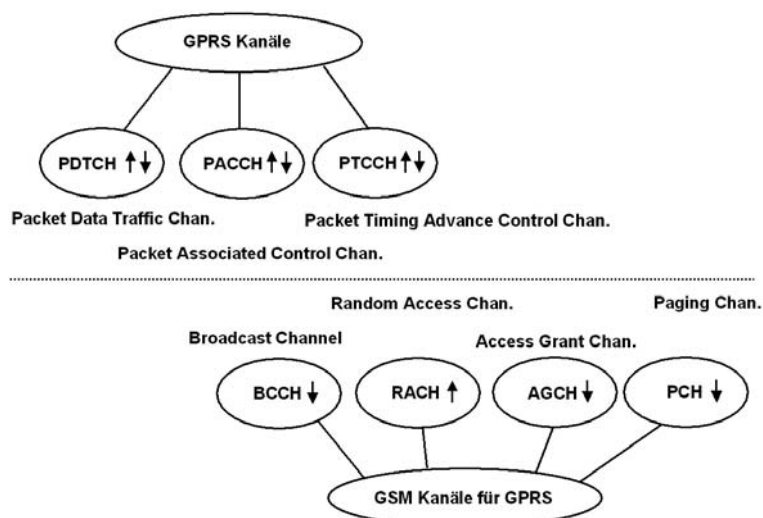 GPRS Kanäle
PDTCH
PACCH
PTCCH
Packet Data Traffic Chan.
Packet Timing Advance Control Chan.
Packet Associated Control Chan.
Random Access Chan.
Paging Chan.
Broadcast Channel
Access Grant Chan.
BCCH
RACH
AGCH
PCH
GSM Kanäle für GPRS